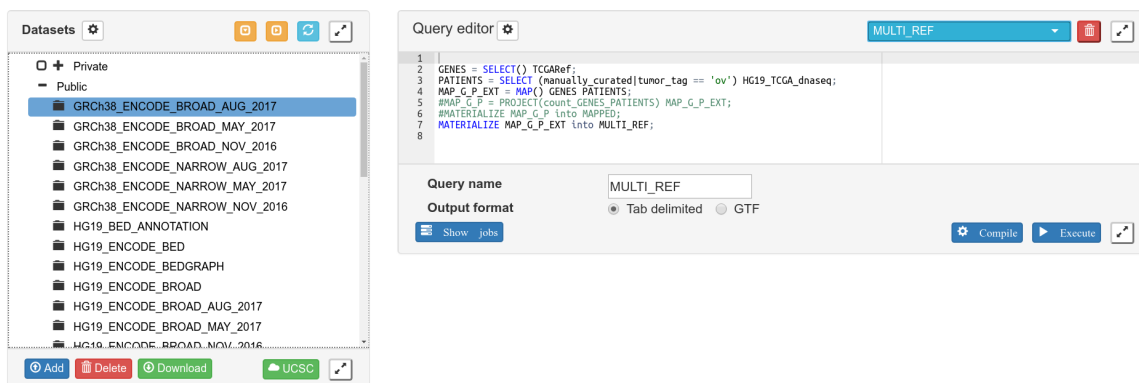 Datasets
Private
Public
GRCh38_ENCODE_BROAD_AUG_2017
GRCh38_ENCODE_BROAD_MAY_2017
GRCh38_ENCODE_BROAD_NOV_2016
GRCh38_ENCODE_NARROW_AUG_2017
GRCh38_ENCODE_NARROW_MAY_2017
GRCh38_ENCODE_NARROW_NOV_2016
HG19_BED_ANNOTATION
HG19_ENCODE_BED
HG19_ENCODE_BEDGRAPH
HG19_ENCODE_BROAD
HG19_ENCODE_BROAD_AUG_2017
HG19_ENCODE_BROAD_MAY_2017
HG19_ENCODE_BROAD_NOV_2016
Add Delete Download UCSC
Query editor MULTI_REF
1
2 GENES = SELECT() TCGARef;
3 PATIENTS = SELECT (manually_curated|tumor_tag == 'ov') HG19_TCGA_dnaseq;
4 MAP_G_P_EXT = MAP() GENES PATIENTS;
5 #MAP_G_P = PROJECT(count_GENES_PATIENTS) MAP_G_P_EXT;
6 #MATERIALIZE MAP_G_P into MAPPED;
7 MATERIALIZE MAP_G_P_EXT into MULTI_REF;
8
Query name MULTI_REF
Output format Tab delimited GTF
Show jobs Compile Execute